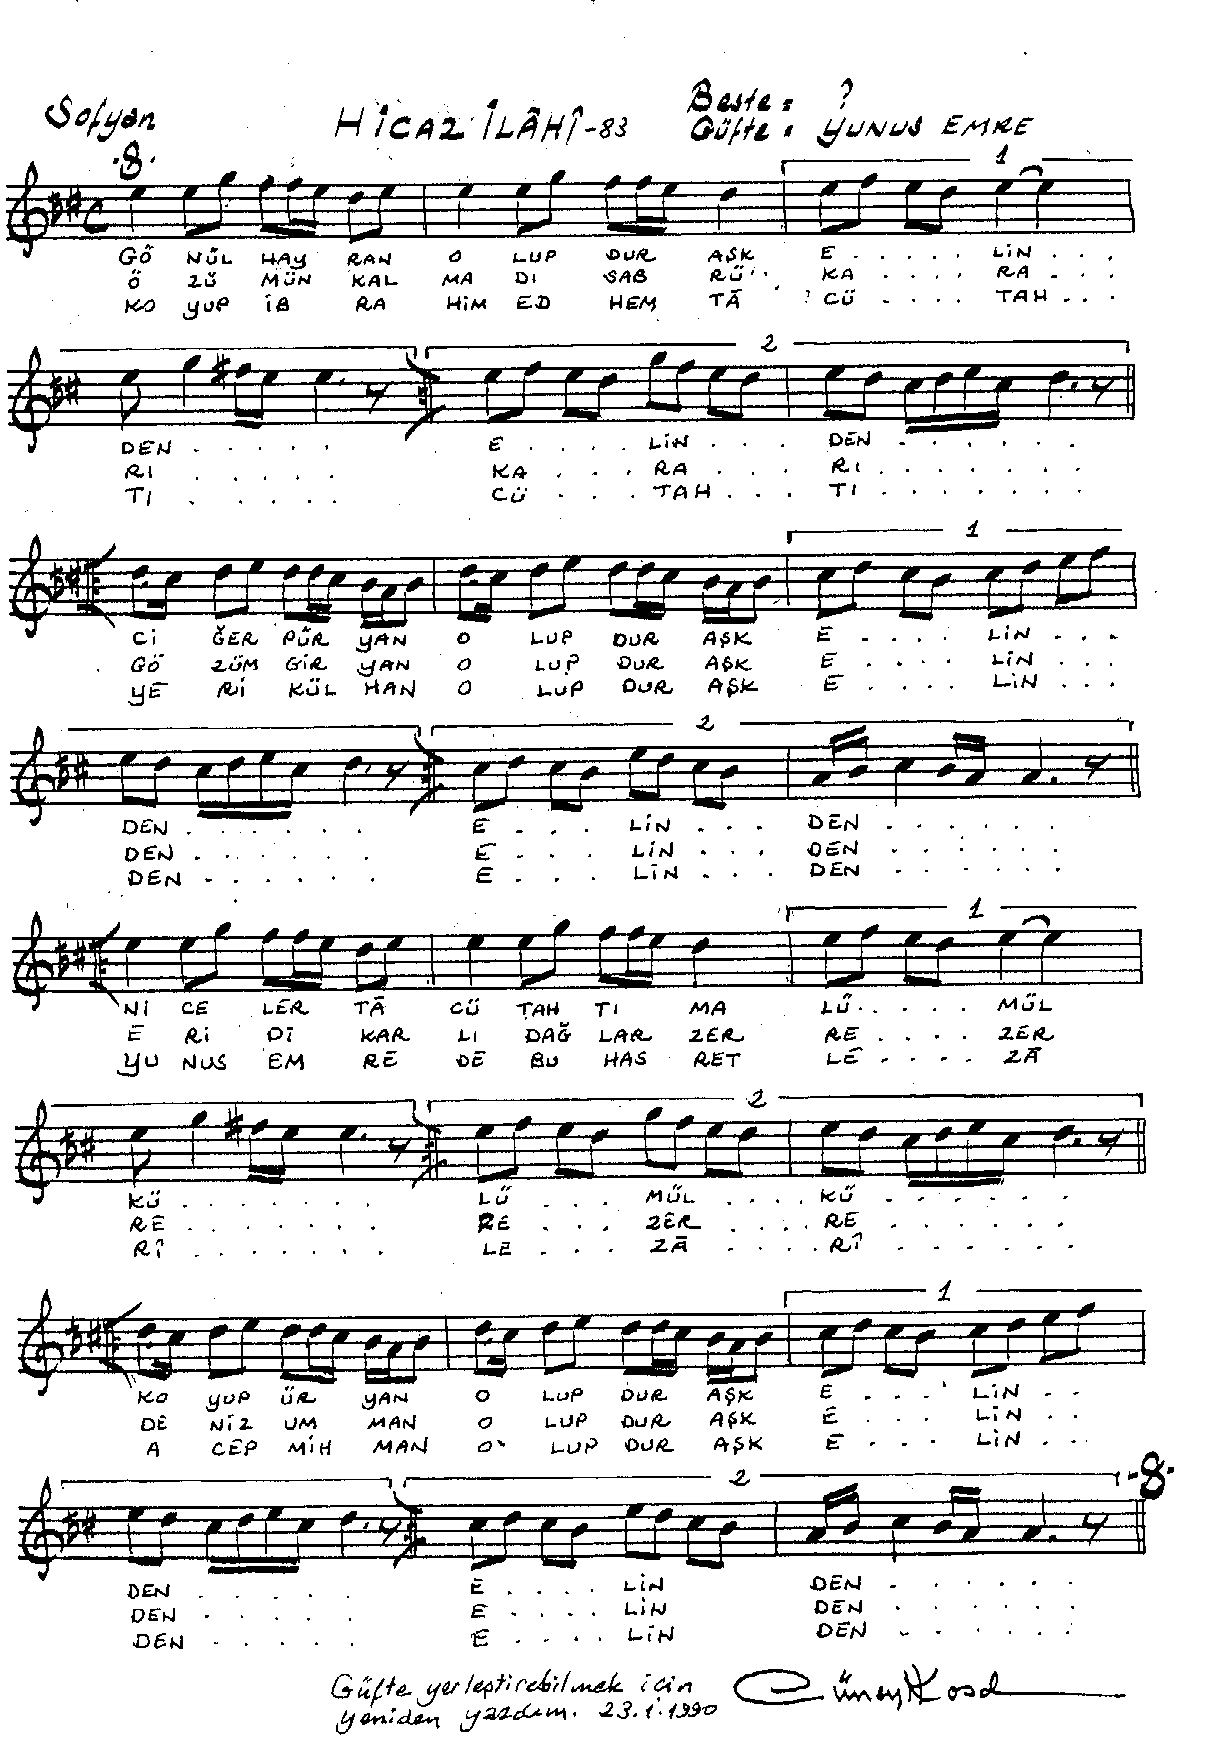 Sofyan
HİCAZ İLÂHÎ-83
Beste: ?
Güfte: YUNUS EMRE
.8.
1
GÖ NÜL HAY RAN O LUP DUR AŞK E . . . . . LİN . . .
Ö ZÜ MÜN KAL MA DI SAB RÜ . . KA . . . . RA . . .
KO YUP İB RA HİM ED HEM TÂ CÜ . . . . TAH . . .
2
DEN . . . . . E . . . . LİN . . . DEN . . . . . .
RI . . . . . KA . . . RA . . . RI . . . . . .
TI . . . . . CÜ . . . TAH . . . TI . . . . . .
1
Cİ ĞER PÜR YAN O LUP DUR AŞK E . . . . LİN . . .
GÖ ZÜM GİR YAN O LUP DUR AŞK E . . . . LİN . . .
YE Rİ KÜL HAN O LUP DUR AŞK E . . . . LİN . . .
2
DEN . . . . . . E . . . LİN . . . DEN . . . . . .
DEN . . . . . . E . . . LİN . . . DEN . . . . . .
DEN . . . . . . E . . . LİN . . . DEN . . . . . .
1
Nİ CE LER TÂ CÜ TAH TI MA LÜ . . . . MÜL
E Rİ Dİ KAR LI DAĞ LAR ZER RE . . . . ZER
YU NUS EM RE DE BU HAS RET LE . . . . ZÂ
2
KÜ . . . . . . LÜ . . . MÜL . . . . KÜ . . . . . .
RE . . . . . . RE . . . ZER . . . . RE . . . . . .
RÎ . . . . . . LE . . . ZÂ . . . . RÎ . . . . . .
1
KO YUP ÜR YAN O LUP DUR AŞK E . . . . LİN . .
DE NİZ UM MAN O LUP DUR AŞK E . . . LİN . .
A CEP MİH MAN O LUP DUR AŞK E . . . LİN . . .
2
.8.
DEN . . . . . E . . . . LİN DEN . . . . . .
DEN . . . . . E . . . . LİN DEN . . . . . .
DEN . . . . . E . . . . LİN DEN . . . . . .
Güfte yerleştirebilmek için
yeniden yazdım. 23.1.1990
Cüneyt Kosal